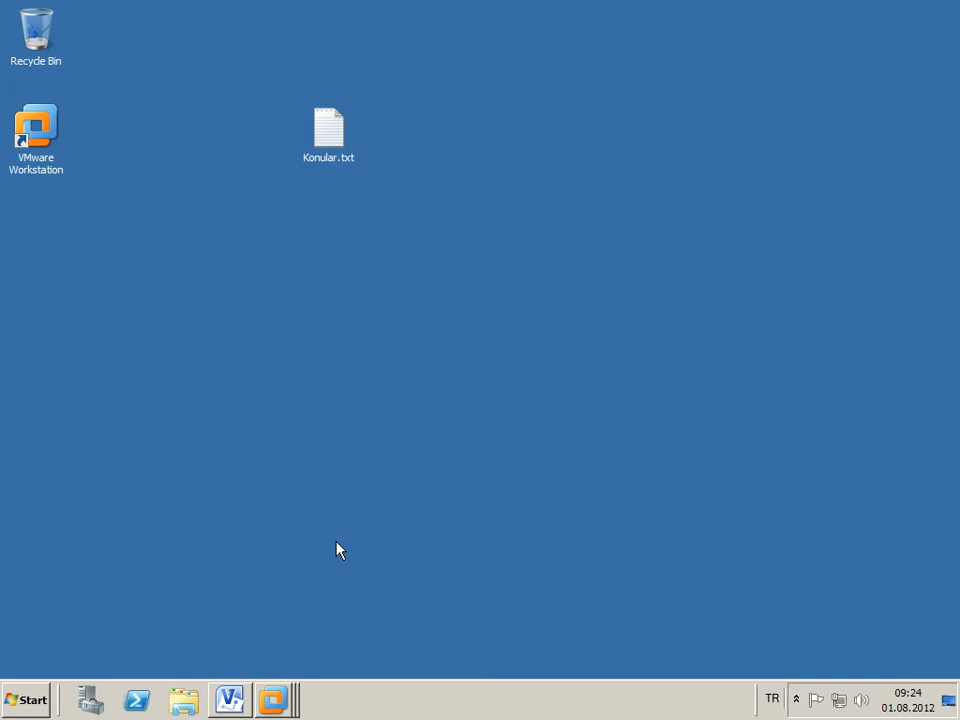 Recycle Bin
VMware
Workstation
Konular.txt
Start
TR
09:24
01.08.2012